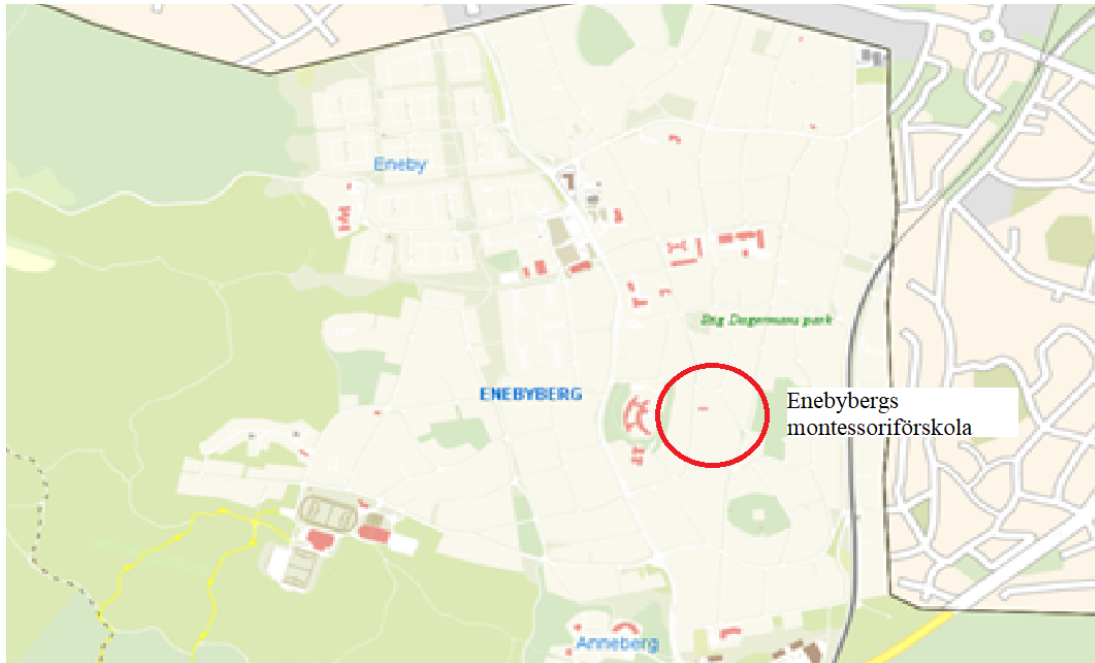 Eneby
Stig Dagermans park
ENEBYBERG
Enebybergs
montessoriförskola
Anneberg